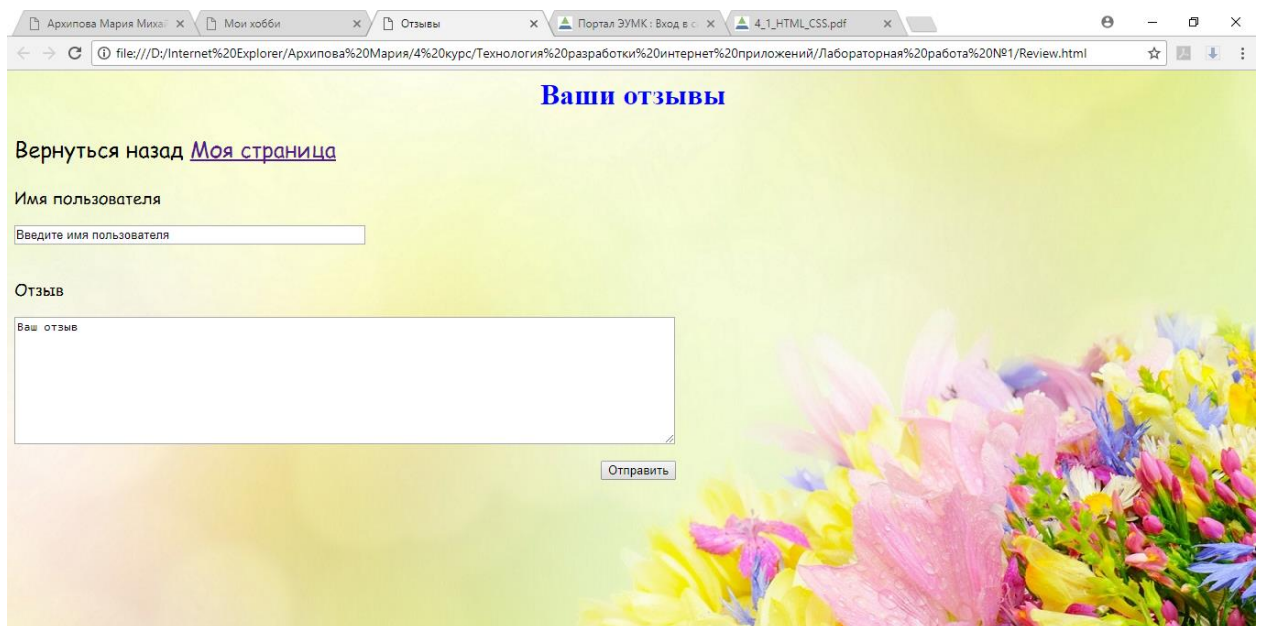 Архипова Мария Миха
Мои хобби
Отзывы
Портал ЭУМК : Вход в с
4_1_HTML_CSS.pdf
file:///D:/Internet%20Explorer/Архипова%20Мария/4%20курс/Технология%20разработки%20интернет%20приложений/Лабораторная%20работа%20№1/Review.html
Ваши отзывы
Вернуться назад Моя страница
Имя пользователя
Введите имя пользователя
Отзыв
Ваш отзыв
Отправить